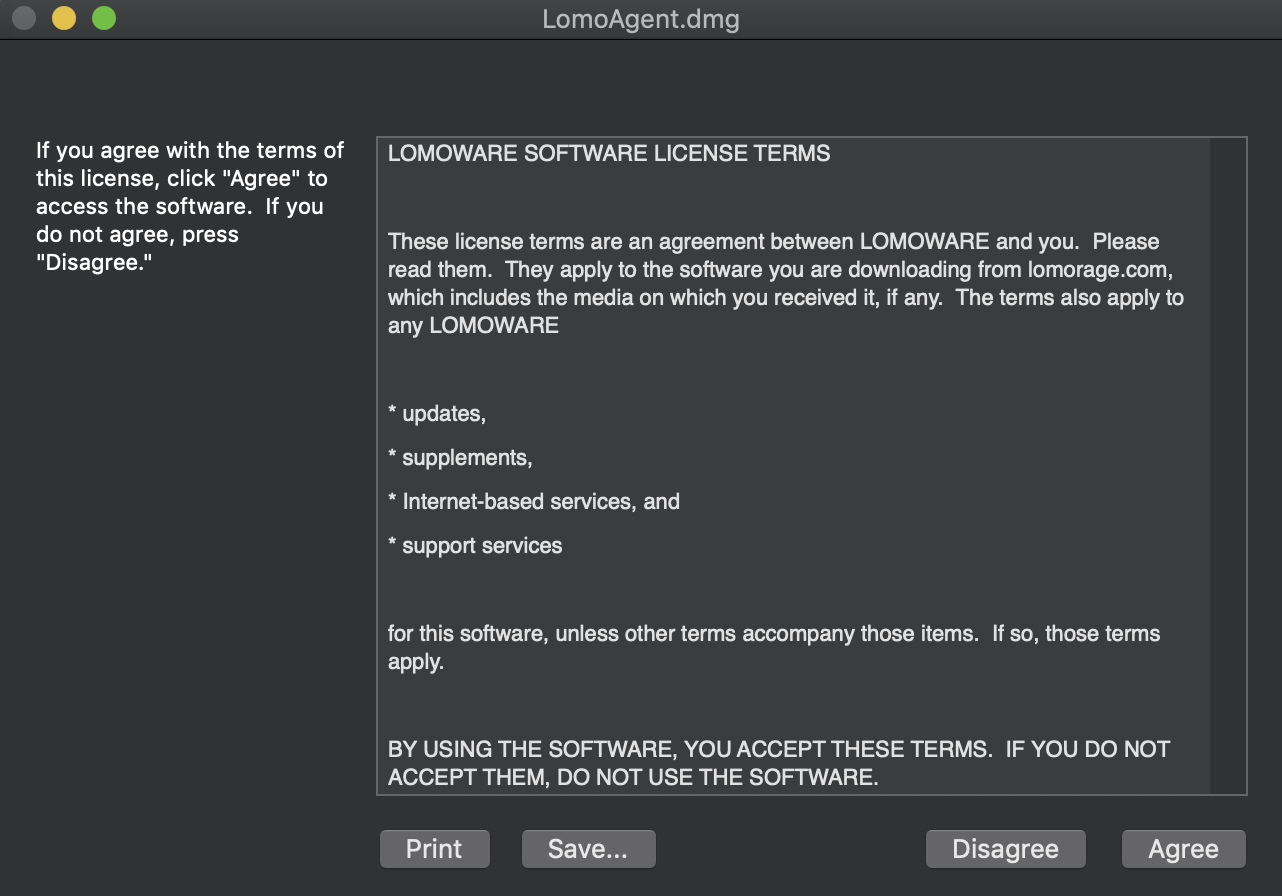 LomoAgent.dmg
If you agree with the terms of
this license, click "Agree" to
access the software.  If you
do not agree, press
"Disagree."
LOMOWARE SOFTWARE LICENSE TERMS
These license terms are an agreement between LOMOWARE and you.  Please
read them.  They apply to the software you are downloading from lomorage.com,
which includes the media on which you received it, if any.  The terms also apply to
any LOMOWARE
* updates,
* supplements,
* Internet-based services, and
* support services
for this software, unless other terms accompany those items.  If so, those terms
apply.
BY USING THE SOFTWARE, YOU ACCEPT THESE TERMS.  IF YOU DO NOT
ACCEPT THEM, DO NOT USE THE SOFTWARE.
Print
Save...
Disagree
Agree